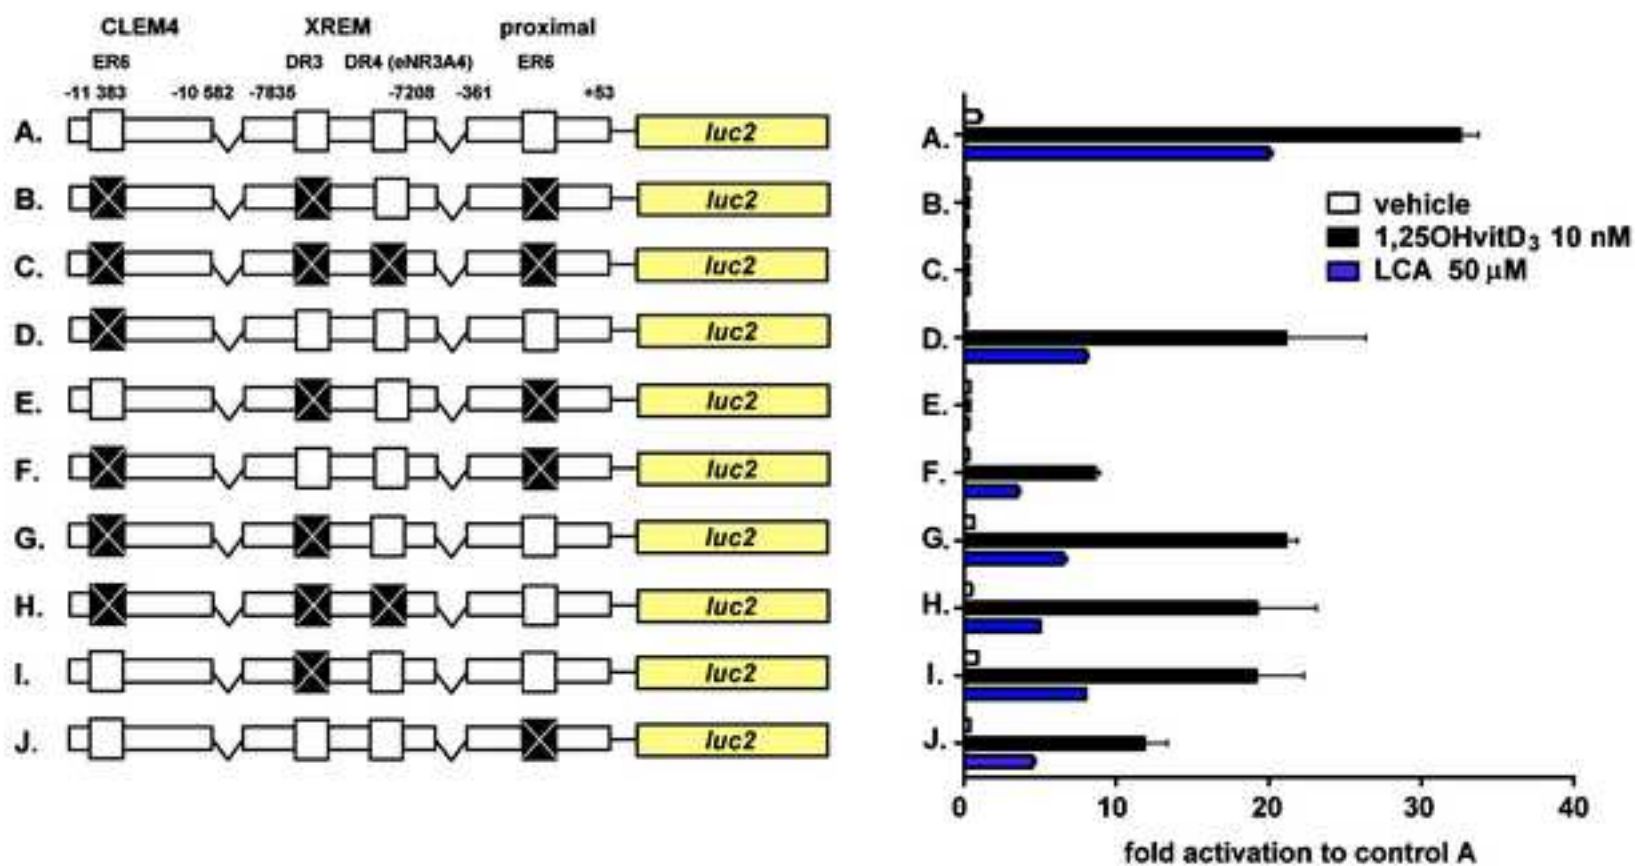 CLEM4 XREM proximal
ER6 DR3 DR4 (eNR3A4) ER6
-11 383 -10 582 -7835 -7208 -361 +53
A. luc2
B. luc2
C. luc2
D. luc2
E. luc2
F. luc2
G. luc2
H. luc2
I. luc2
J. luc2
A.
B.
C.
D.
E.
F.
G.
H.
I.
J.
vehicle
1,25OHvitD₃ 10 nM
LCA 50 µM
0 10 20 30 40
fold activation to control A